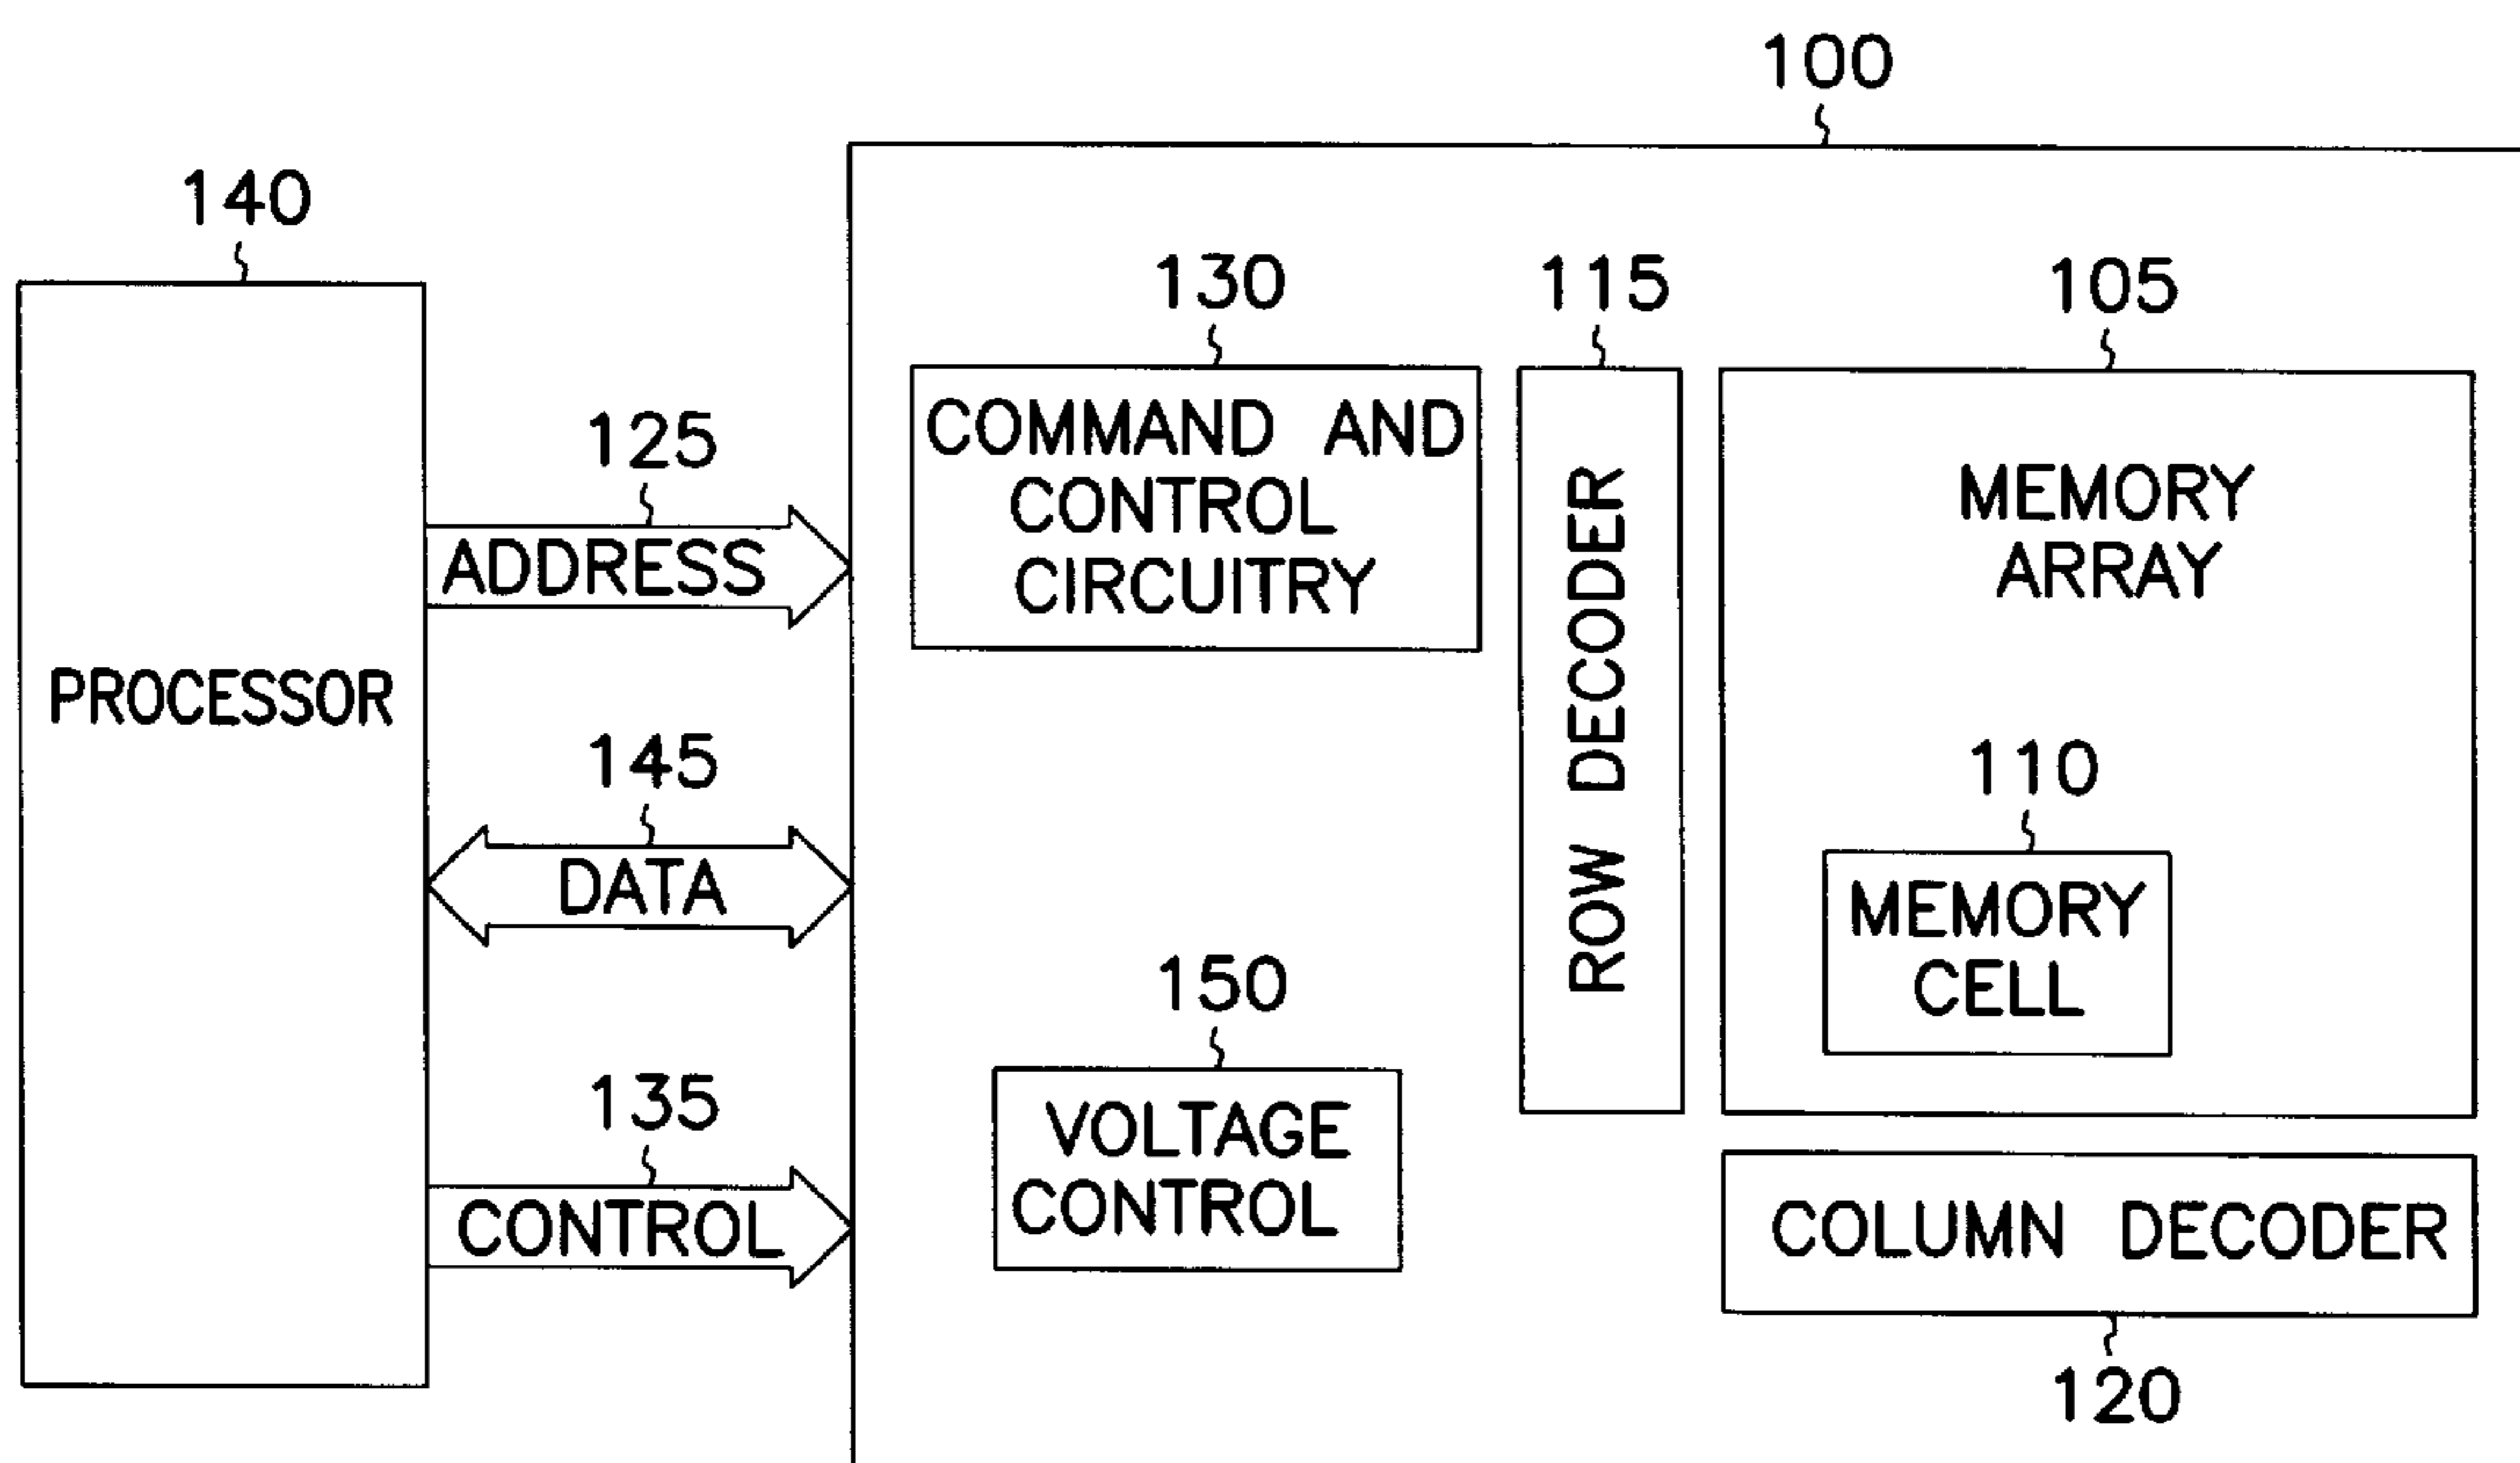 100
140
130
115
105
COMMAND AND
CONTROL
CIRCUITRY
125
ADDRESS
ROW DECODER
MEMORY
ARRAY
PROCESSOR
145
DATA
110
MEMORY
CELL
150
VOLTAGE
CONTROL
135
CONTROL
COLUMN DECODER
120